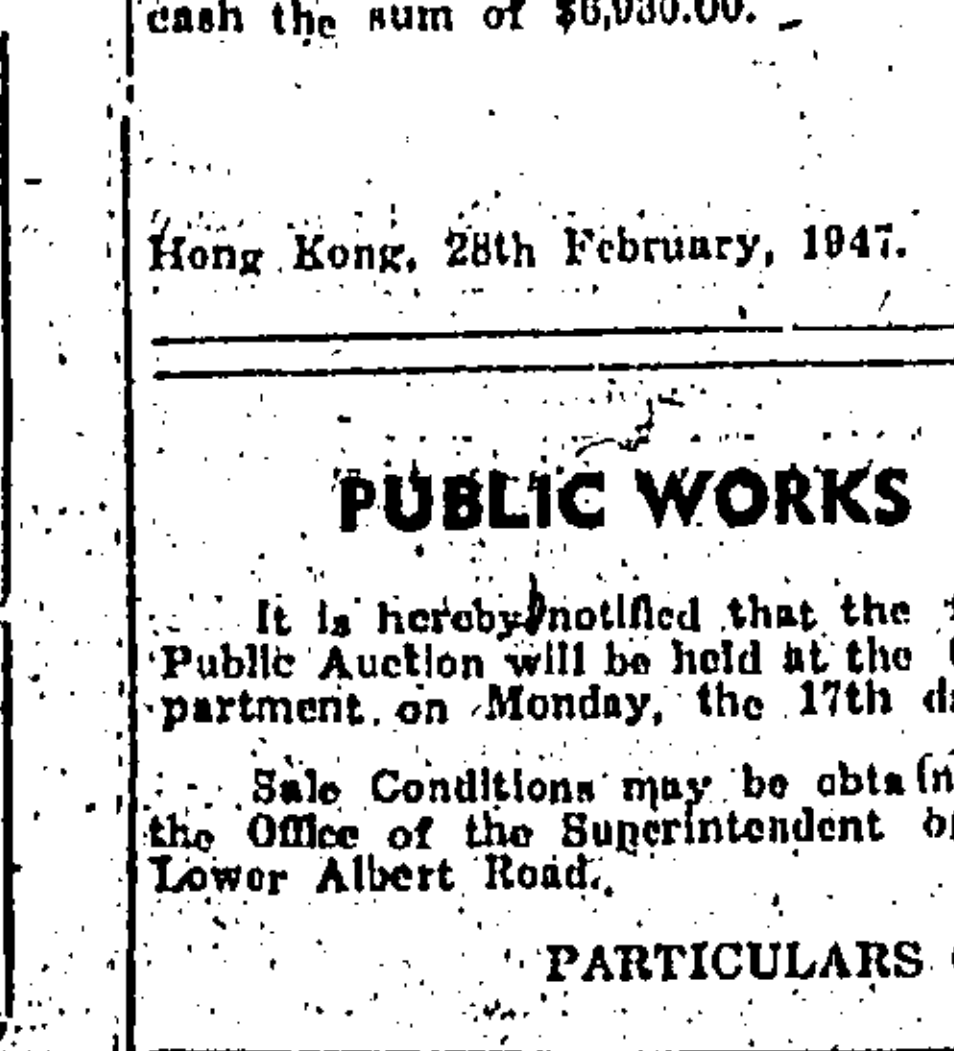 cash the sum of $6,930.00.
Hong Kong, 28th February, 1947.
PUBLIC WORKS
It is hereby notified that the
Public Auction will be held at the
partment on Monday, the 17th
Sale Conditions may be obtain
the Office of the Superintendent
Lower Albert Road.
PARTICULARS